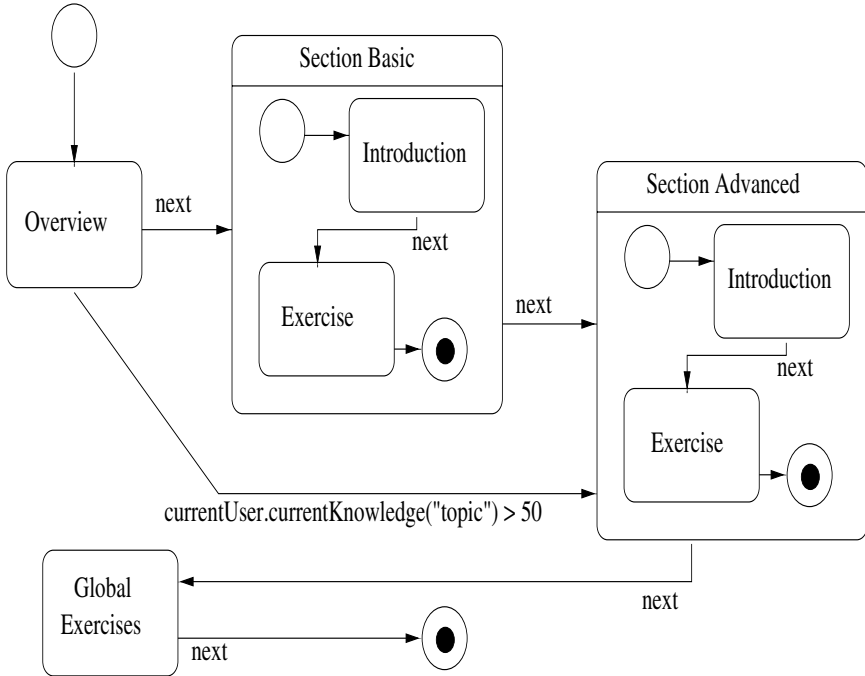 Section Basic
Introduction
Overview
next
next
Exercise
next
Section Advanced
Introduction
next
Exercise
currentUser.currentKnowledge("topic") > 50
next
Global
Exercises
next